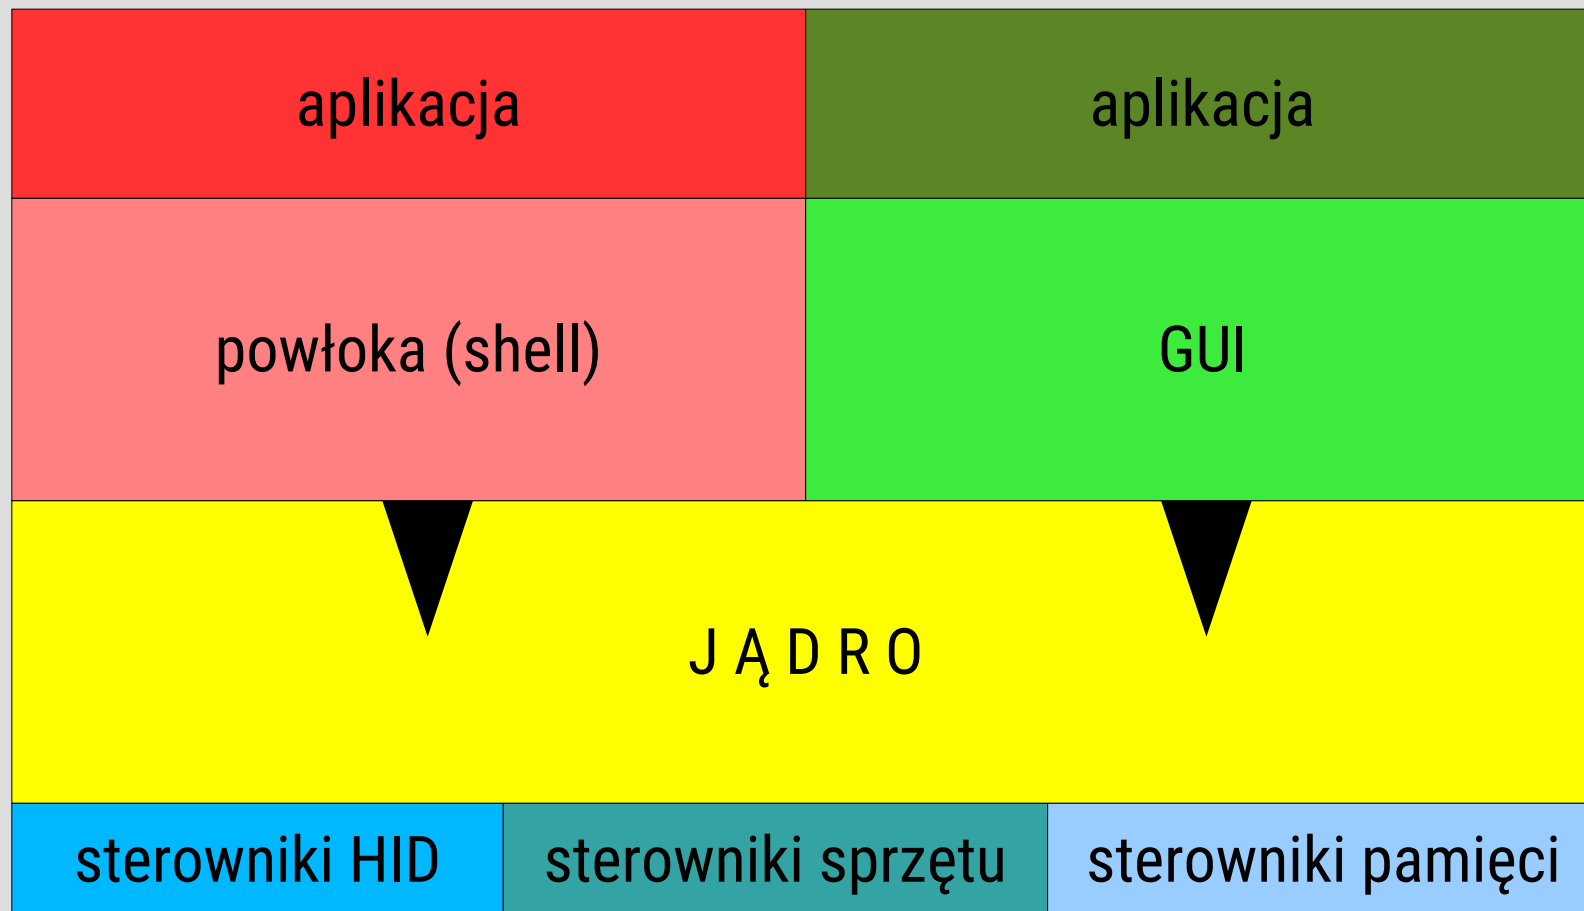 aplikacja
aplikacja
powłoka (shell)
GUI
J Ą D R O
sterowniki HID
sterowniki sprzętu
sterowniki pamięci